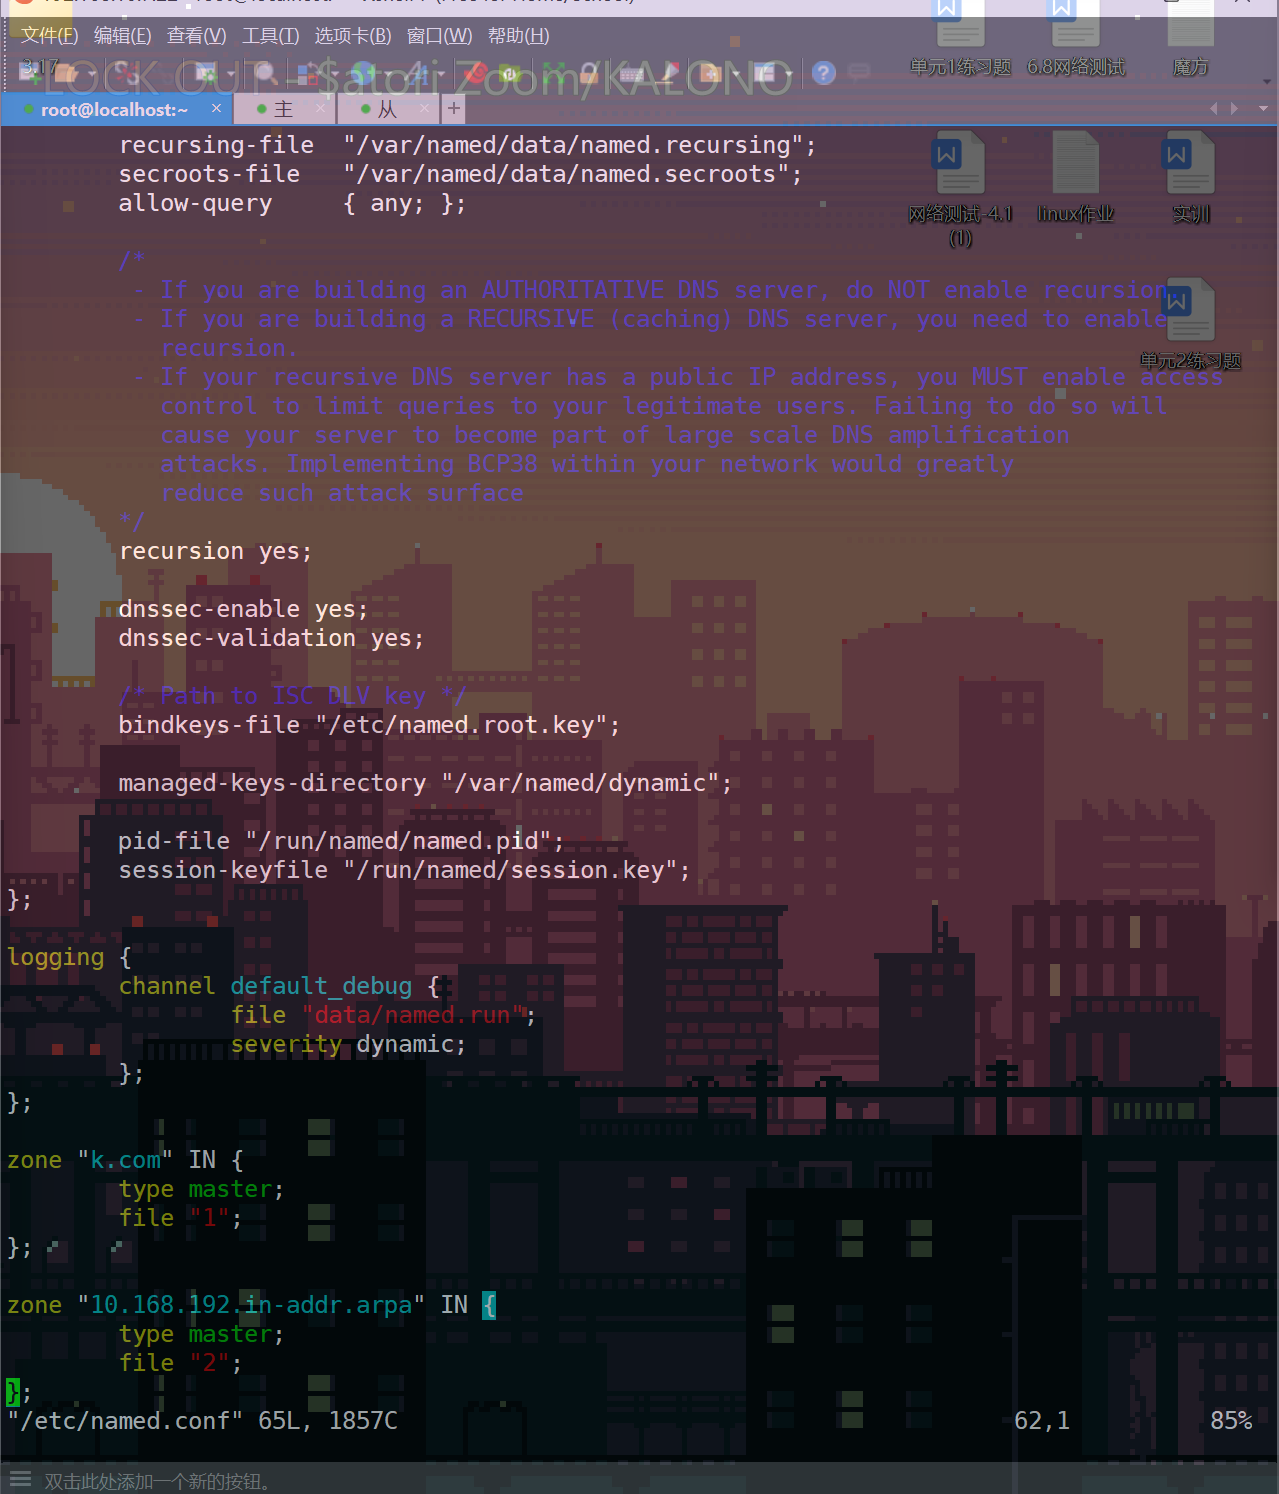 文件(F) 编辑(E) 查看(V) 工具(T) 选项卡(B) 窗口(W) 帮助(H)
单元1练习题 6.8网络测试 魔方
3.17
LOCK OUT - $atori Zoom/KALONO
root@localhost:~ × 主 × 从 × +
recursing-file  "/var/named/data/named.recursing";
secroots-file   "/var/named/data/named.secroots";
allow-query     { any; };
网络测试-4.1 linux作业 实训
(1)
/*
- If you are building an AUTHORITATIVE DNS server, do NOT enable recursion
- If you are building a RECURSIVE (caching) DNS server, you need to enable
recursion.
单元2练习题
- If your recursive DNS server has a public IP address, you MUST enable access
control to limit queries to your legitimate users. Failing to do so will
cause your server to become part of large scale DNS amplification
attacks. Implementing BCP38 within your network would greatly
reduce such attack surface
*/
recursion yes;
dnssec-enable yes;
dnssec-validation yes;
/* Path to ISC DLV key */
bindkeys-file "/etc/named.root.key";
managed-keys-directory "/var/named/dynamic";
pid-file "/run/named/named.pid";
session-keyfile "/run/named/session.key";
};
logging {
channel default_debug {
file "data/named.run";
severity dynamic;
};
};
zone "k.com" IN {
type master;
file "1";
};
zone "10.168.192.in-addr.arpa" IN {
type master;
file "2";
};
"/etc/named.conf" 65L, 1857C 62,1 85%
双击此处添加一个新的按钮。